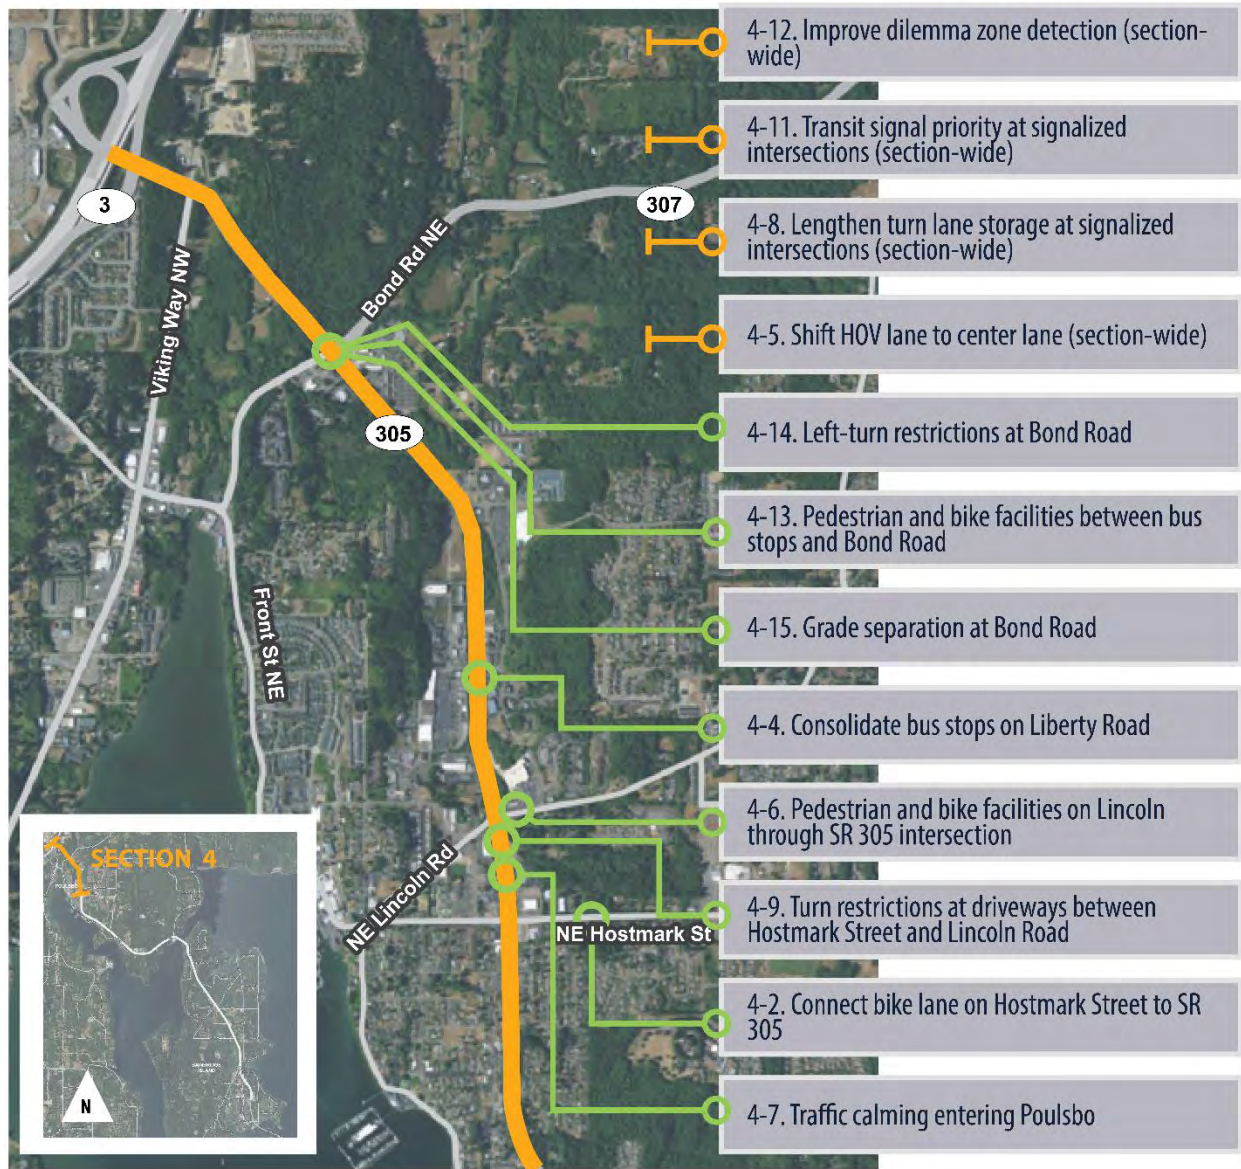 4-12. Improve dilemma zone detection (section-
wide)
4-11. Transit signal priority at signalized
intersections (section-wide)
4-8. Lengthen turn lane storage at signalized
intersections (section-wide)
4-5. Shift HOV lane to center lane (section-wide)
4-14. Left-turn restrictions at Bond Road
4-13. Pedestrian and bike facilities between bus
stops and Bond Road
4-15. Grade separation at Bond Road
4-4. Consolidate bus stops on Liberty Road
4-6. Pedestrian and bike facilities on Lincoln
through SR 305 intersection
4-9. Turn restrictions at driveways between
Hostmark Street and Lincoln Road
4-2. Connect bike lane on Hostmark Street to SR
305
4-7. Traffic calming entering Poulsbo
3
307
Bond Rd NE
Viking Way NW
305
Front St NE
NE Lincoln Rd
NE Hostmark St
SECTION 4
POULSBO
BAINBRIDGE
ISLAND
N